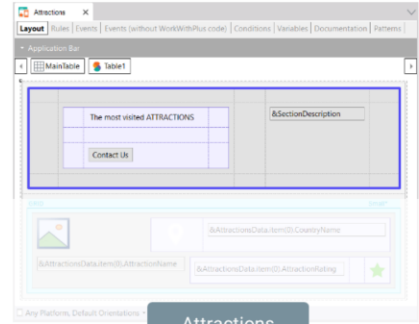 Attractions
Layout | Rules | Events | Events (without WorkWithPlus code) | Conditions | Variables | Documentation | Patterns
Application Bar
MainTable Table1
The most visited ATTRACTIONS &SectionDescription
Contact Us
&AttractionsData.item(0).CountryName
&AttractionsData.item(0).AttractionName
&AttractionsData.item(0).AttractionRating
Any Platform, Default Orientations
Attractions